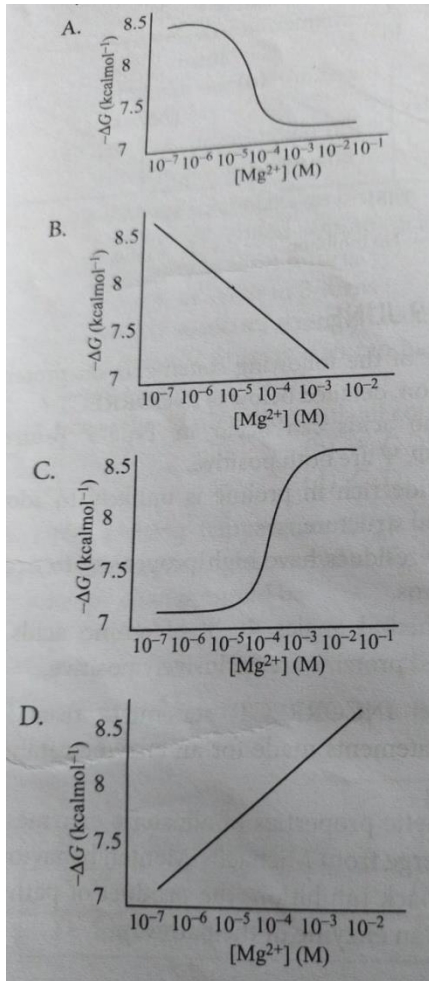 A.
8.5
8
7.5
7
−ΔG (kcalmol⁻¹)
10⁻⁷ 10⁻⁶ 10⁻⁵ 10⁻⁴ 10⁻³ 10⁻² 10⁻¹
[Mg²⁺] (M)
B.
8.5
8
7.5
7
−ΔG (kcalmol⁻¹)
10⁻⁷ 10⁻⁶ 10⁻⁵ 10⁻⁴ 10⁻³ 10⁻²
[Mg²⁺] (M)
C.
8.5
8
7.5
7
−ΔG (kcalmol⁻¹)
10⁻⁷ 10⁻⁶ 10⁻⁵ 10⁻⁴ 10⁻³ 10⁻² 10⁻¹
[Mg²⁺] (M)
D.
8.5
8
7.5
7
−ΔG (kcalmol⁻¹)
10⁻⁷ 10⁻⁶ 10⁻⁵ 10⁻⁴ 10⁻³ 10⁻²
[Mg²⁺] (M)